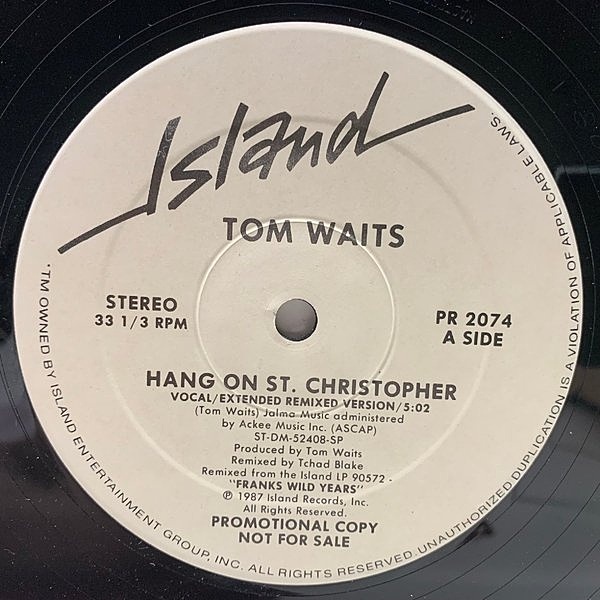 Island
TOM WAITS
STEREO
33 1/3 RPM
PR 2074
A SIDE
HANG ON ST. CHRISTOPHER
VOCAL/EXTENDED REMIXED VERSION/5:02
(Tom Waits) Jalma Music administered
by Ackee Music Inc. (ASCAP)
ST-DM-52408-SP
Produced by Tom Waits
Remixed by Tchad Blake
Remixed from the Island LP 90572 -
"FRANKS WILD YEARS"
℗ 1987 Island Records, Inc.
All Rights Reserved.
PROMOTIONAL COPY
NOT FOR SALE
*TM OWNED BY ISLAND ENTERTAINMENT GROUP, INC. ALL RIGHTS RESERVED. UNAUTHORIZED DUPLICATION IS A VIOLATION OF APPLICABLE LAWS.